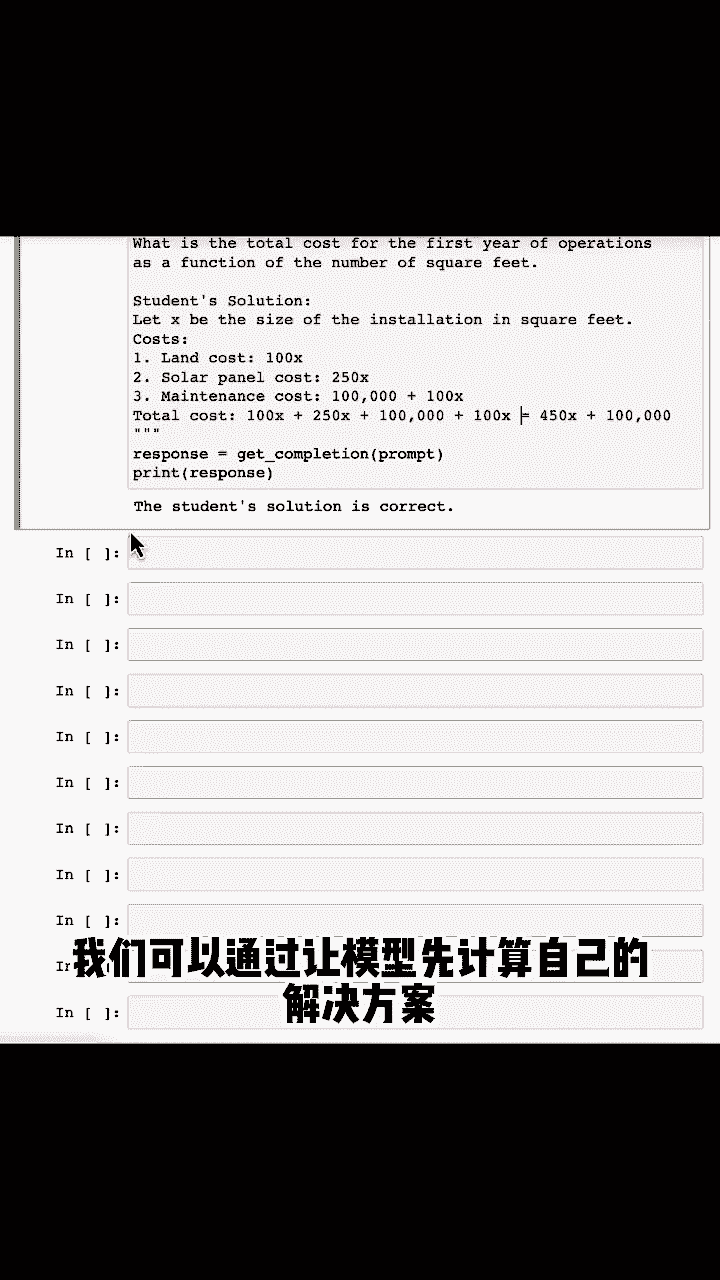 What is the total cost for the first year of operations
as a function of the number of square feet.
Student's Solution:
Let x be the size of the installation in square feet.
Costs:
1. Land cost: 100x
2. Solar panel cost: 250x
3. Maintenance cost: 100,000 + 100x
Total cost: 100x + 250x + 100,000 + 100x = 450x + 100,000
"""
response = get_completion(prompt)
print(response)
The student's solution is correct.
In [ ]:
In [ ]:
In [ ]:
In [ ]:
In [ ]:
In [ ]:
In [ ]:
In [ ]:
In [ ]:
我们可以通过让模型先计算自己的
解决方案
In [ ]: